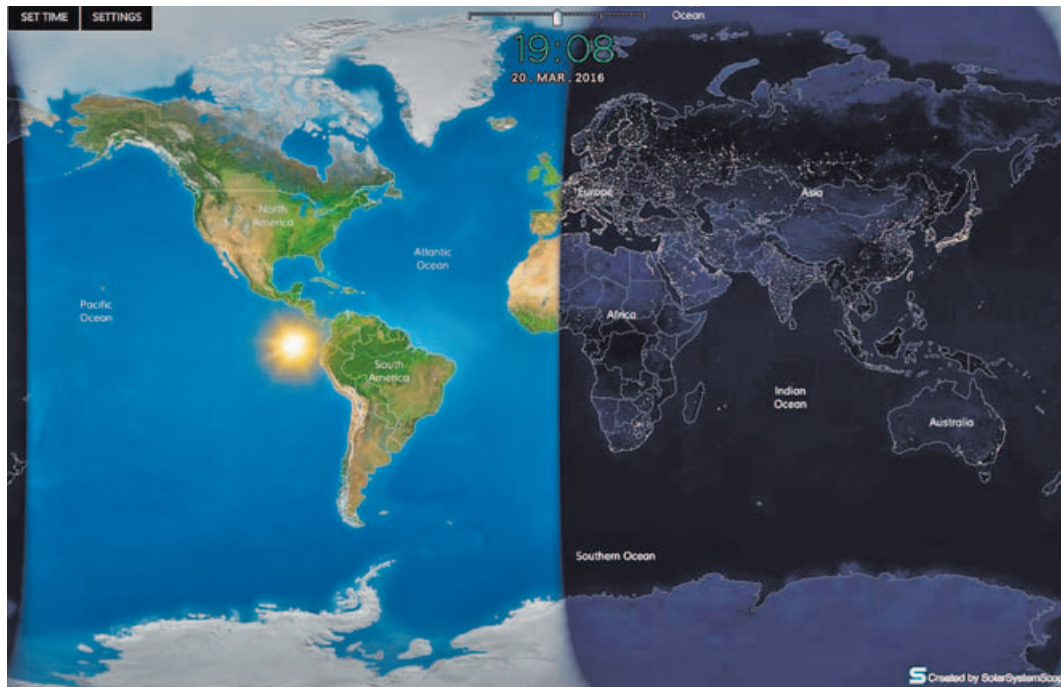 SET TIME
SETTINGS
Ocean
19:08
20. MAR. 2016
Europe
Asia
North
America
Atlantic
Ocean
Pacific
Ocean
Africa
South
America
Indian
Ocean
Australia
Southern Ocean
S Created by SolarSystemSco